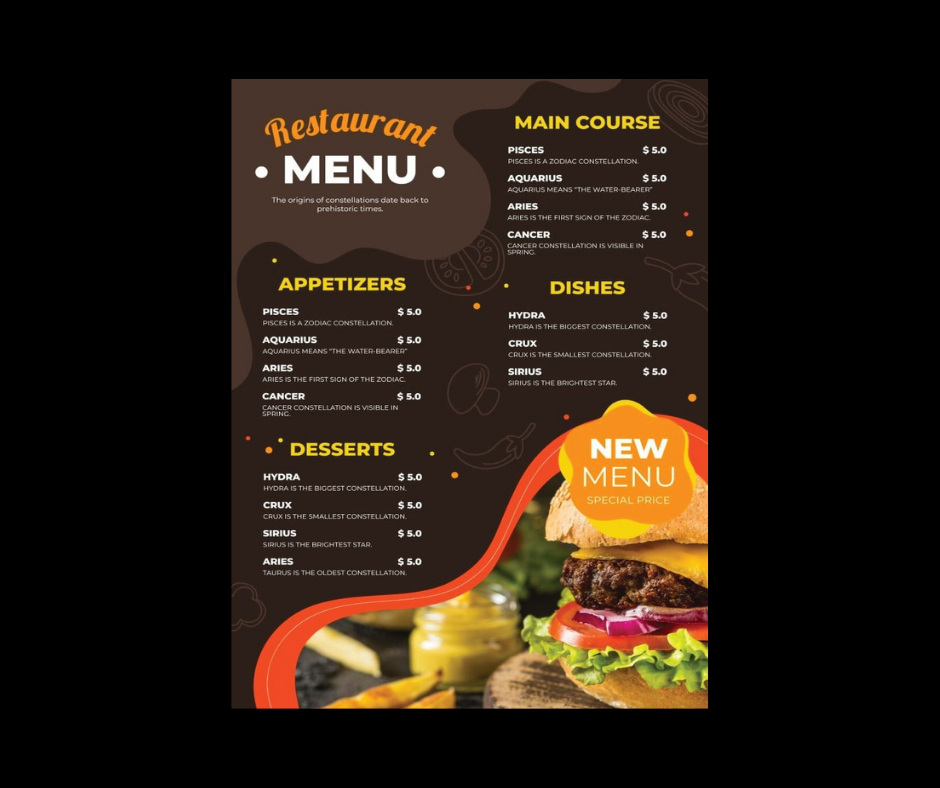 Restaurant
• MENU •
The origins of constellations date back to
prehistoric times.
APPETIZERS
PISCES $ 5.0
PISCES IS A ZODIAC CONSTELLATION.
AQUARIUS $ 5.0
AQUARIUS MEANS "THE WATER-BEARER"
ARIES $ 5.0
ARIES IS THE FIRST SIGN OF THE ZODIAC.
CANCER $ 5.0
CANCER CONSTELLATION IS VISIBLE IN
SPRING.
DESSERTS
HYDRA $ 5.0
HYDRA IS THE BIGGEST CONSTELLATION.
CRUX $ 5.0
CRUX IS THE SMALLEST CONSTELLATION.
SIRIUS $ 5.0
SIRIUS IS THE BRIGHTEST STAR.
ARIES $ 5.0
TAURUS IS THE OLDEST CONSTELLATION.
MAIN COURSE
PISCES $ 5.0
PISCES IS A ZODIAC CONSTELLATION.
AQUARIUS $ 5.0
AQUARIUS MEANS "THE WATER-BEARER"
ARIES $ 5.0
ARIES IS THE FIRST SIGN OF THE ZODIAC.
CANCER $ 5.0
CANCER CONSTELLATION IS VISIBLE IN
SPRING.
DISHES
HYDRA $ 5.0
HYDRA IS THE BIGGEST CONSTELLATION.
CRUX $ 5.0
CRUX IS THE SMALLEST CONSTELLATION.
SIRIUS $ 5.0
SIRIUS IS THE BRIGHTEST STAR.
NEW
MENU
SPECIAL PRICE